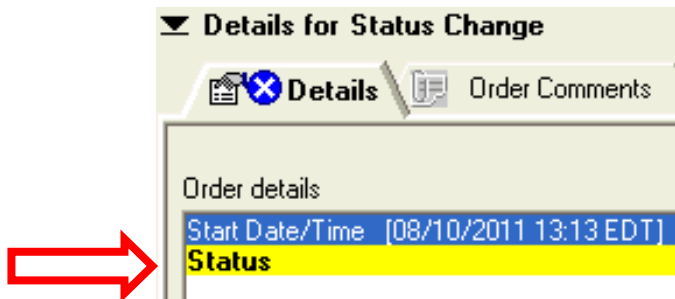 Details for Status Change
Details Order Comments
Order details
Start Date/Time [08/10/2011 13:13 EDT]
Status